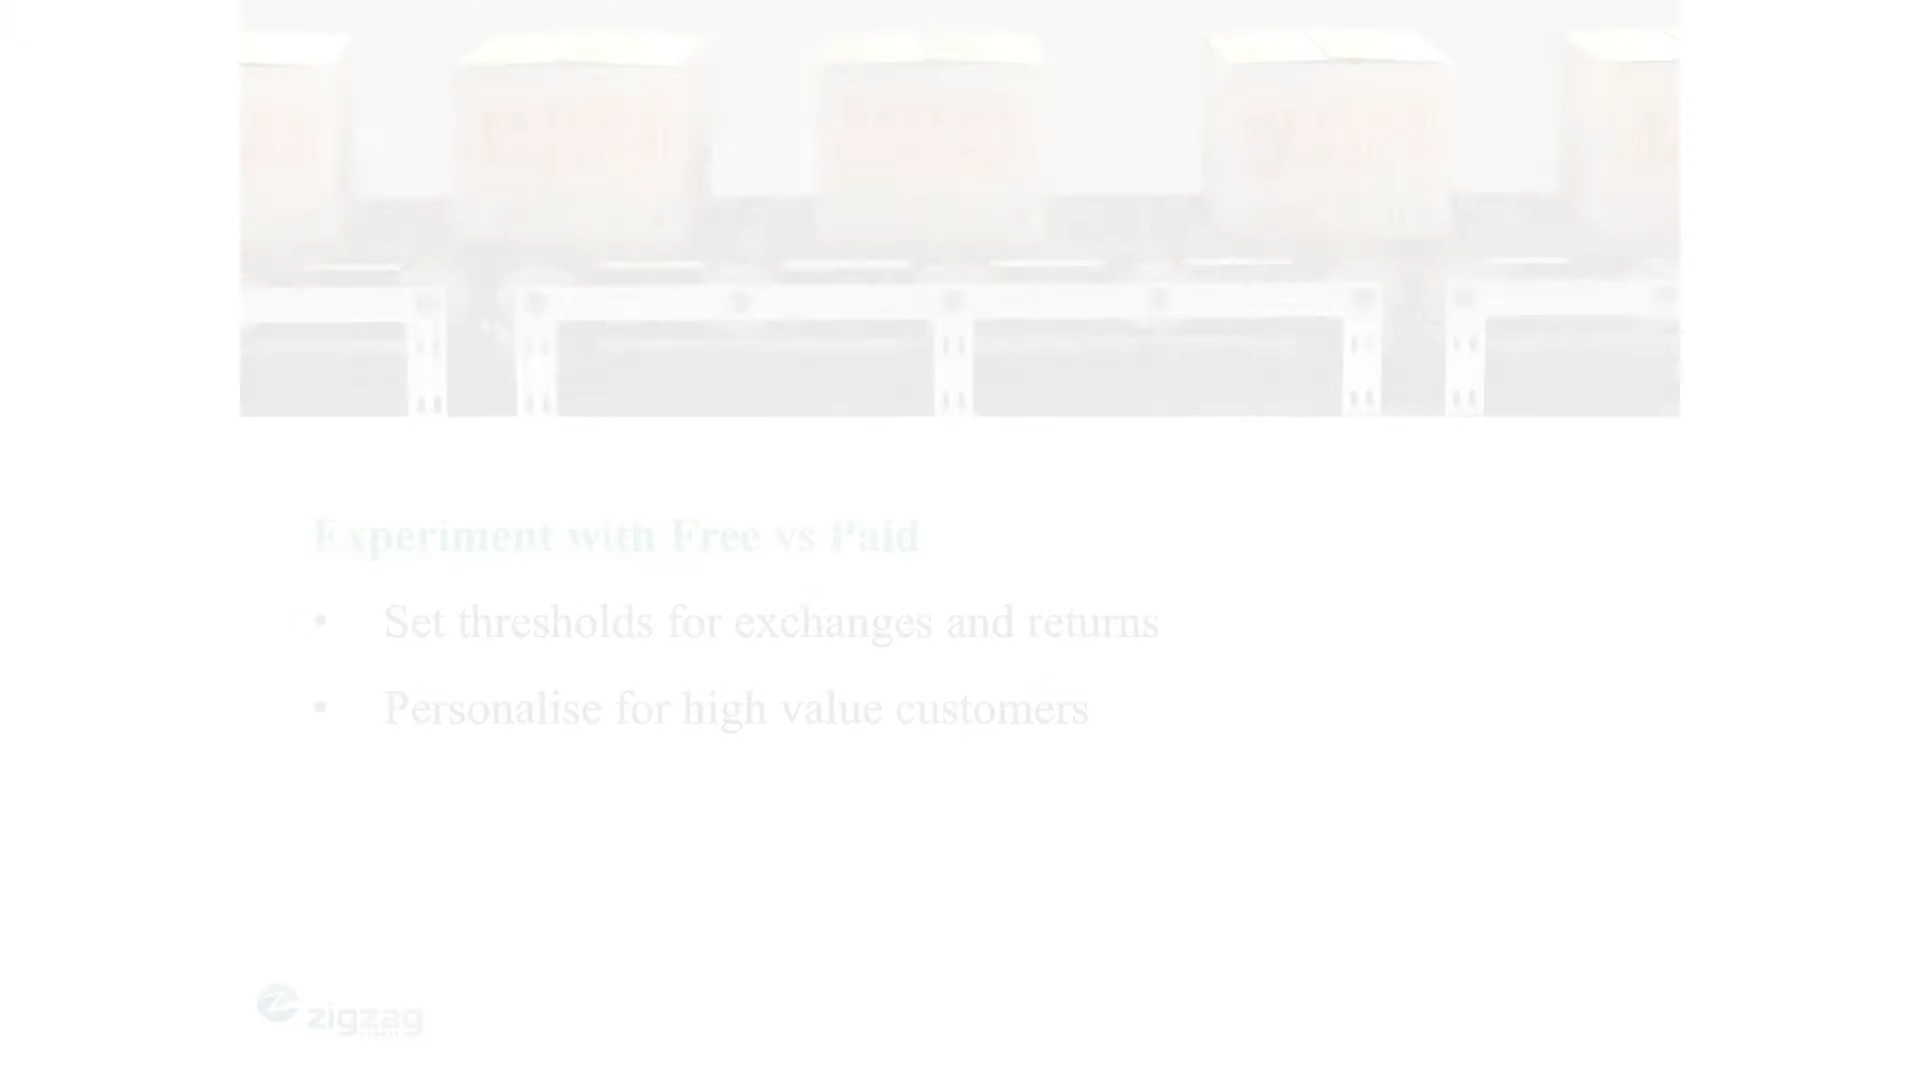 Experiment with Free vs Paid
• Set thresholds for exchanges and returns
• Personalise for high value customers
zigzag